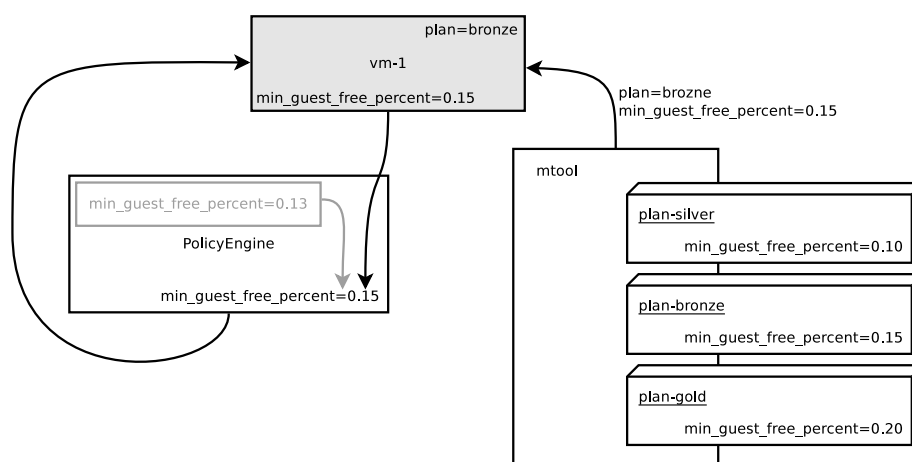 plan=bronze
vm-1
min_guest_free_percent=0.15
plan=brozne
min_guest_free_percent=0.15
mtool
min_guest_free_percent=0.13
PolicyEngine
min_guest_free_percent=0.15
plan-silver
min_guest_free_percent=0.10
plan-bronze
min_guest_free_percent=0.15
plan-gold
min_guest_free_percent=0.20